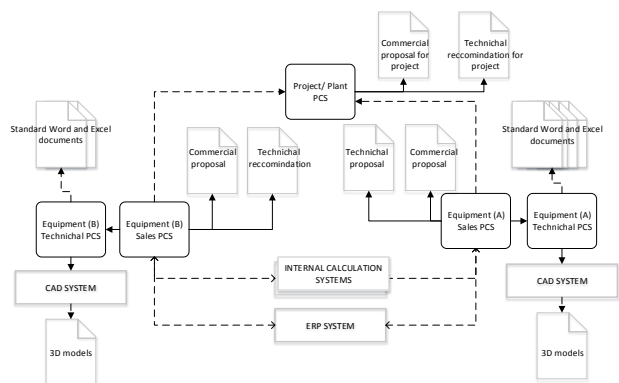 Commercial
proposal for
project
Technichal
reccomindation for
project
Project/ Plant
PCS
Standard Word and Excel
documents
Commercial
proposal
Technichal
reccomindation
Technichal
proposal
Commercial
proposal
Standard Word and Excel
documents
Equipment (B)
Technichal PCS
Equipment (B)
Sales PCS
Equipment (A)
Sales PCS
Equipment (A)
Technichal PCS
CAD SYSTEM
INTERNAL CALCULATION
SYSTEMS
CAD SYSTEM
ERP SYSTEM
3D models
3D models